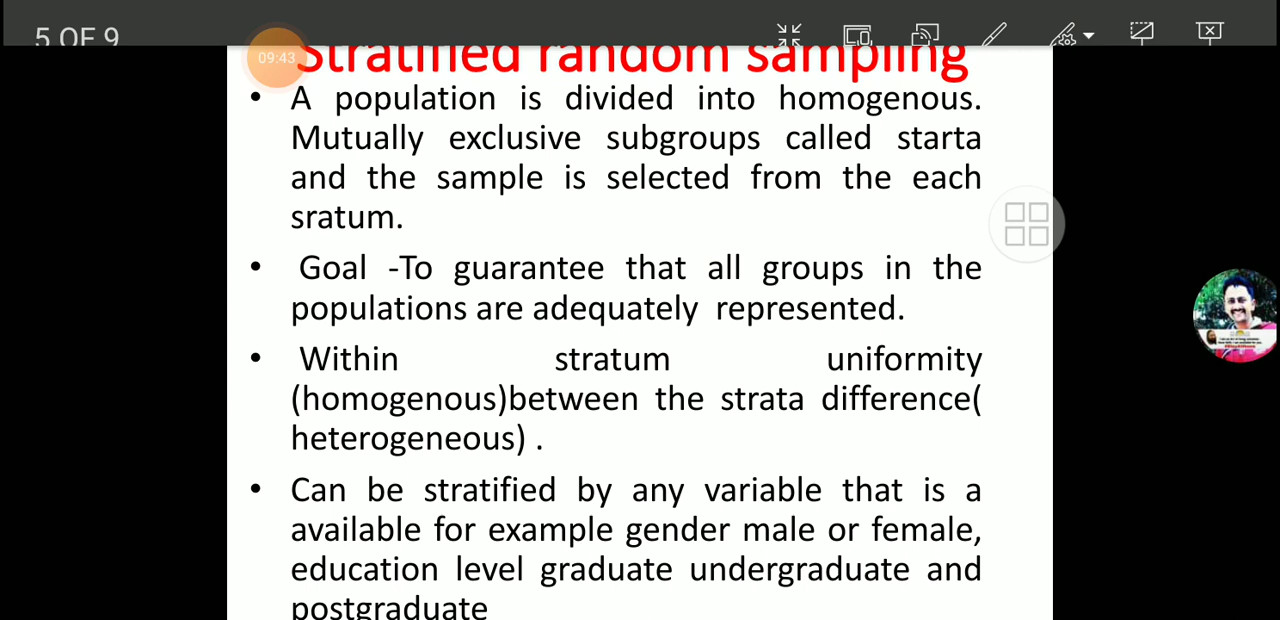 5 OF 9
09:43
Stratified random sampling
• A population is divided into homogenous.
Mutually exclusive subgroups called starta
and the sample is selected from the each
sratum.
• Goal -To guarantee that all groups in the
populations are adequately represented.
• Within stratum uniformity
(homogenous)between the strata difference(
heterogeneous) .
• Can be stratified by any variable that is a
available for example gender male or female,
education level graduate undergraduate and
postgraduate